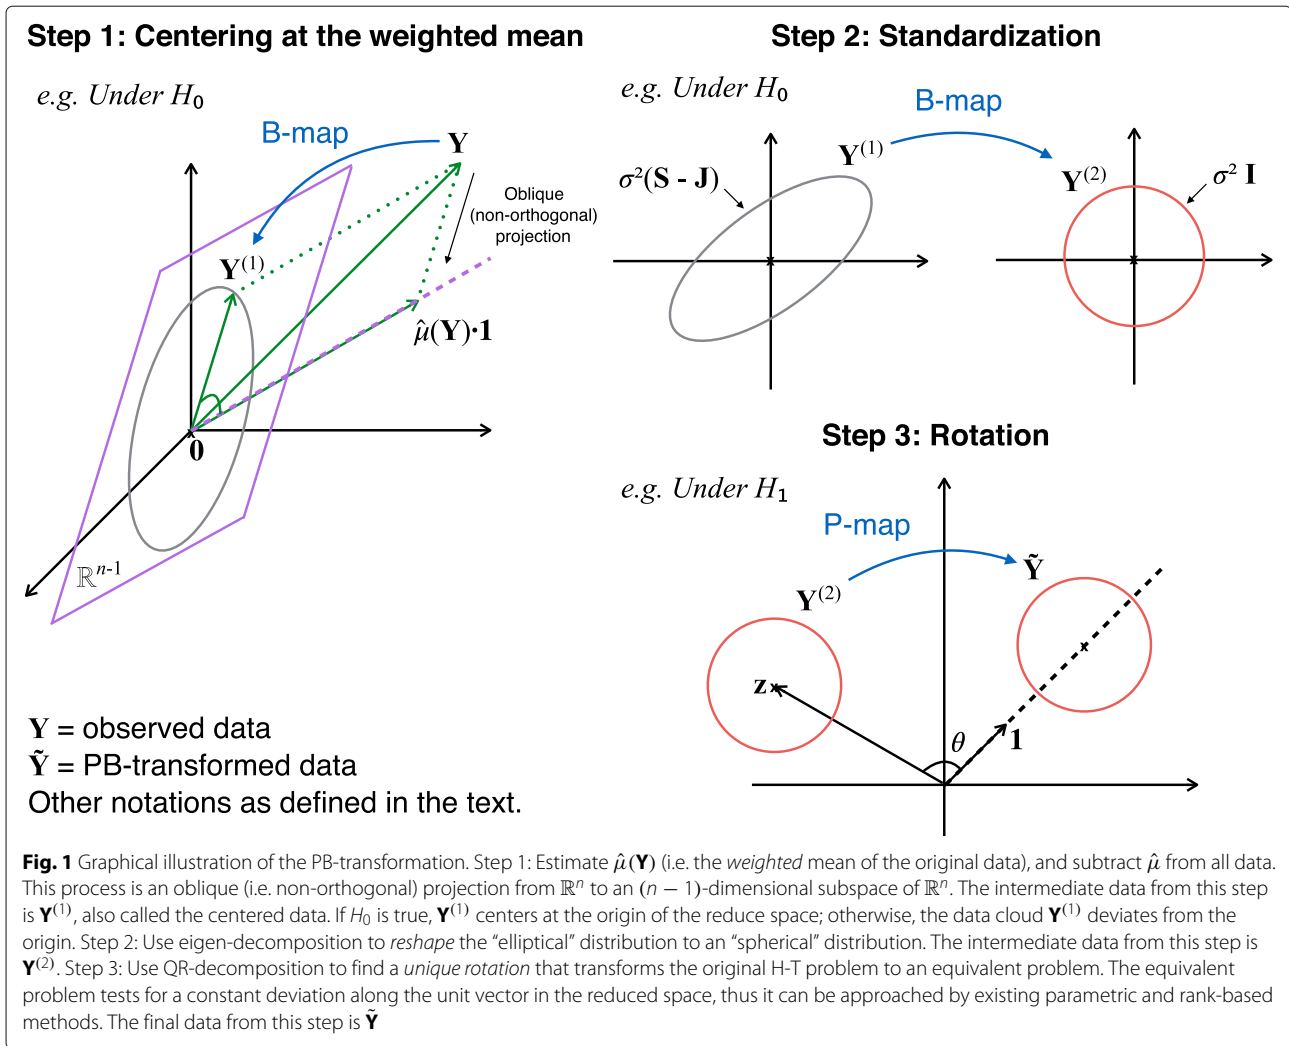 Step 1: Centering at the weighted mean
e.g. Under H₀
B-map
Y
Oblique
(non-orthogonal)
projection
Y⁽¹⁾
μ̂(Y)·1
0
ℝⁿ⁻¹
Y = observed data
Ỹ = PB-transformed data
Other notations as defined in the text.
Step 2: Standardization
e.g. Under H₀
B-map
Y⁽¹⁾
σ²(S - J)
Y⁽²⁾
σ² I
Step 3: Rotation
e.g. Under H₁
P-map
Ỹ
Y⁽²⁾
z
θ
1
Fig. 1 Graphical illustration of the PB-transformation. Step 1: Estimate μ̂(Y) (i.e. the weighted mean of the original data), and subtract μ̂ from all data.
This process is an oblique (i.e. non-orthogonal) projection from ℝⁿ to an (n − 1)-dimensional subspace of ℝⁿ. The intermediate data from this step
is Y⁽¹⁾, also called the centered data. If H₀ is true, Y⁽¹⁾ centers at the origin of the reduce space; otherwise, the data cloud Y⁽¹⁾ deviates from the
origin. Step 2: Use eigen-decomposition to reshape the “elliptical” distribution to an “spherical” distribution. The intermediate data from this step is
Y⁽²⁾. Step 3: Use QR-decomposition to find a unique rotation that transforms the original H-T problem to an equivalent problem. The equivalent
problem tests for a constant deviation along the unit vector in the reduced space, thus it can be approached by existing parametric and rank-based
methods. The final data from this step is Ỹ